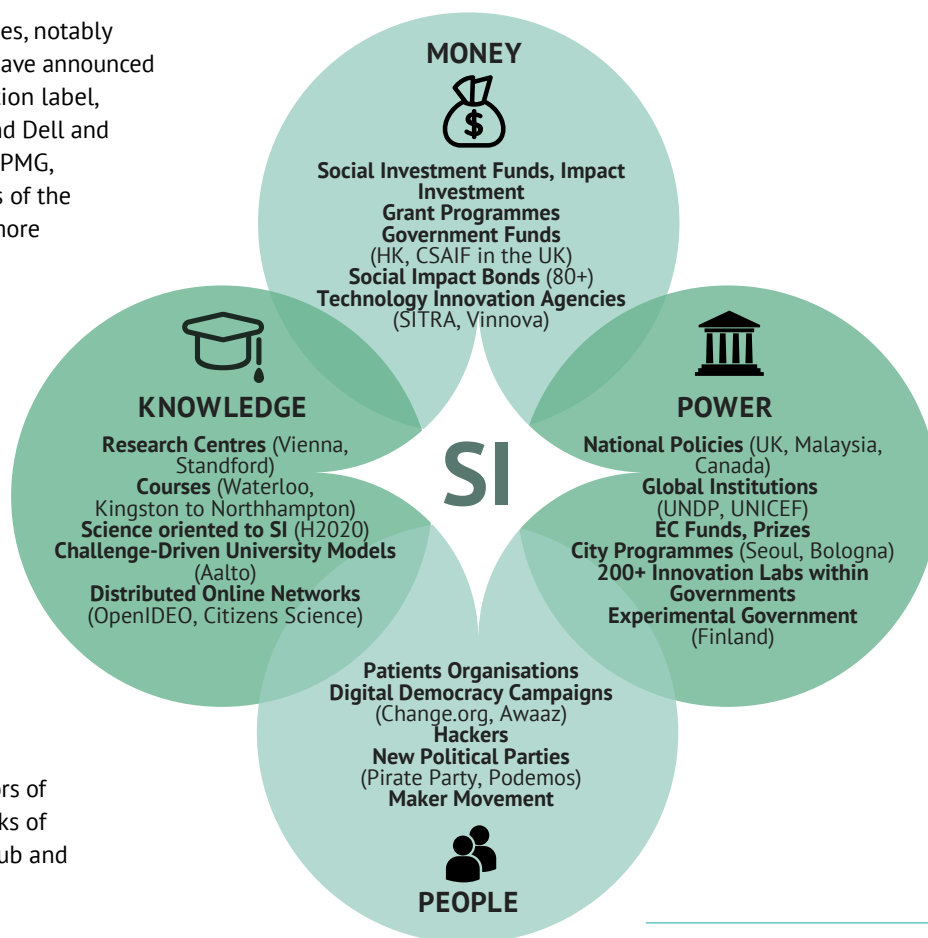 es, notably
ave announced
ion label,
d Dell and
PMG,
s of the
nore
MONEY
$
Social Investment Funds, Impact
Investment
Grant Programmes
Government Funds
(HK, CSAIF in the UK)
Social Impact Bonds (80+)
Technology Innovation Agencies
(SITRA, Vinnova)
KNOWLEDGE
Research Centres (Vienna,
Standford)
Courses (Waterloo,
Kingston to Northhampton)
Science oriented to SI (H2020)
Challenge-Driven University Models
(Aalto)
Distributed Online Networks
(OpenIDEO, Citizens Science)
SI
POWER
National Policies (UK, Malaysia,
Canada)
Global Institutions
(UNDP, UNICEF)
EC Funds, Prizes
City Programmes (Seoul, Bologna)
200+ Innovation Labs within
Governments
Experimental Government
(Finland)
Patients Organisations
Digital Democracy Campaigns
(Change.org, Awaaz)
Hackers
New Political Parties
(Pirate Party, Podemos)
Maker Movement
PEOPLE
rs of
ks of
ub and